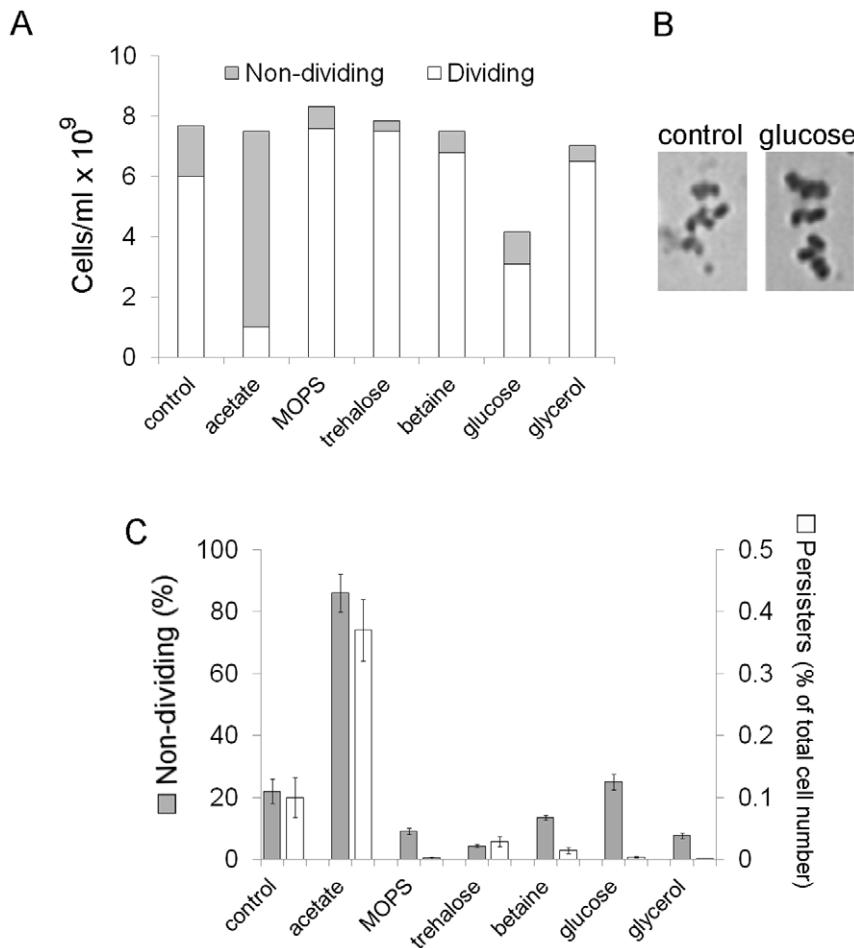 A
B
10
8
6
4
2
0
Cells/ml x 10^9
Non-dividing
Dividing
control
acetate
MOPS
trehalose
betaine
glucose
glycerol
control glucose
C
Non-dividing (%)
100
80
60
40
20
0
0.5
0.4
0.3
0.2
0.1
0
Persisters (% of total cell number)
control
acetate
MOPS
trehalose
betaine
glucose
glycerol